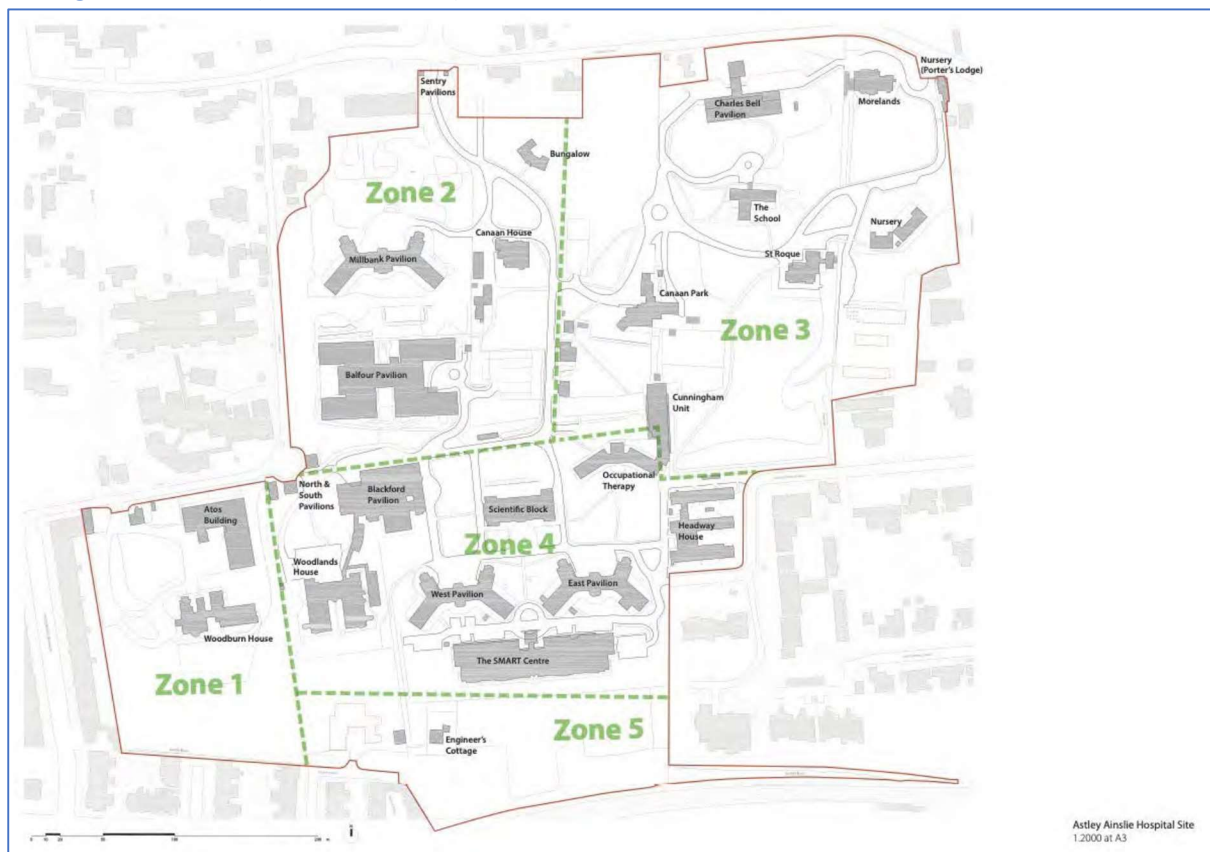 Sentry
Pavilions
Nursery
(Porter's Lodge)
Charles Bell
Pavilion
Morelands
Bungalow
Zone 2
The
School
Canaan House
Nursery
Millbank Pavilion
St Roque
Canaan Park
Zone 3
Balfour Pavilion
Cunningham
Unit
North &
South
Pavilions
Blackford
Pavilion
Occupational
Therapy
Atos
Building
Scientific Block
Headway
House
Zone 4
Woodlands
House
West Pavilion
East Pavilion
Woodburn House
The SMART Centre
Zone 1
Zone 5
Engineer's
Cottage
Astley Ainslie Hospital Site
1.2000 at A3